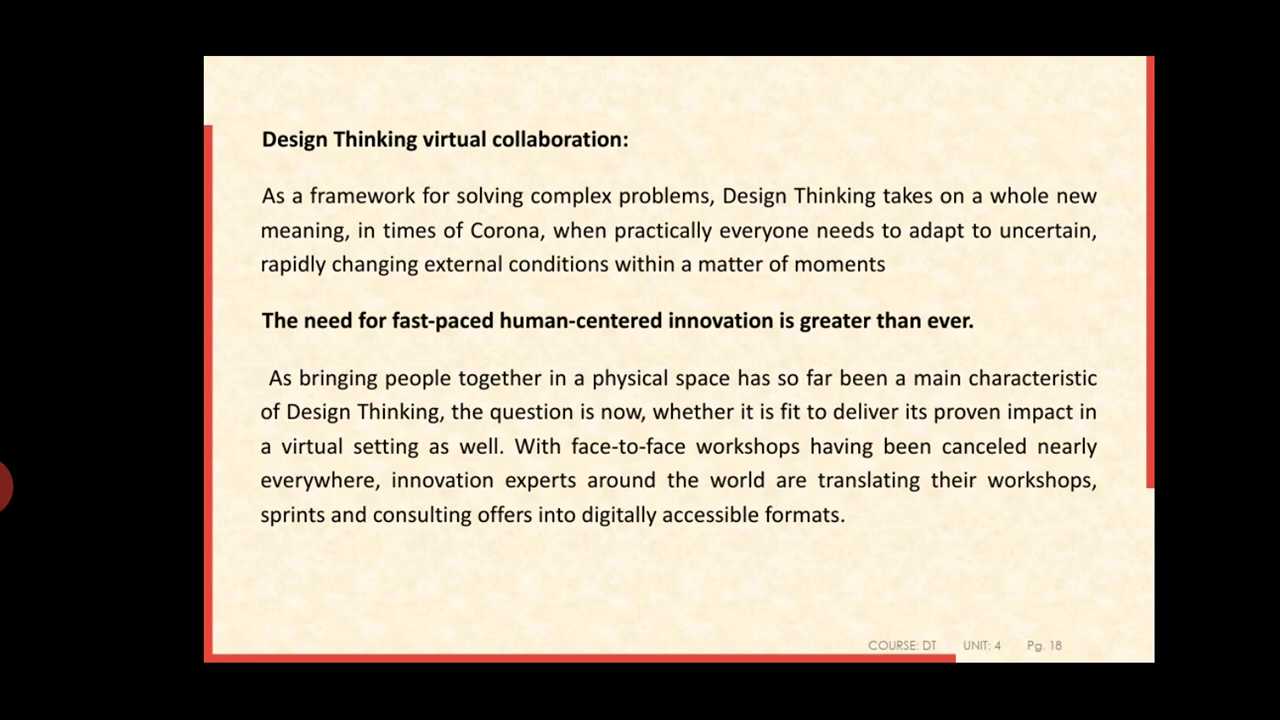 Design Thinking virtual collaboration:
As a framework for solving complex problems, Design Thinking takes on a whole new
meaning, in times of Corona, when practically everyone needs to adapt to uncertain,
rapidly changing external conditions within a matter of moments
The need for fast-paced human-centered innovation is greater than ever.
As bringing people together in a physical space has so far been a main characteristic
of Design Thinking, the question is now, whether it is fit to deliver its proven impact in
a virtual setting as well. With face-to-face workshops having been canceled nearly
everywhere, innovation experts around the world are translating their workshops,
sprints and consulting offers into digitally accessible formats.
COURSE: DT UNIT: 4 Pg. 18